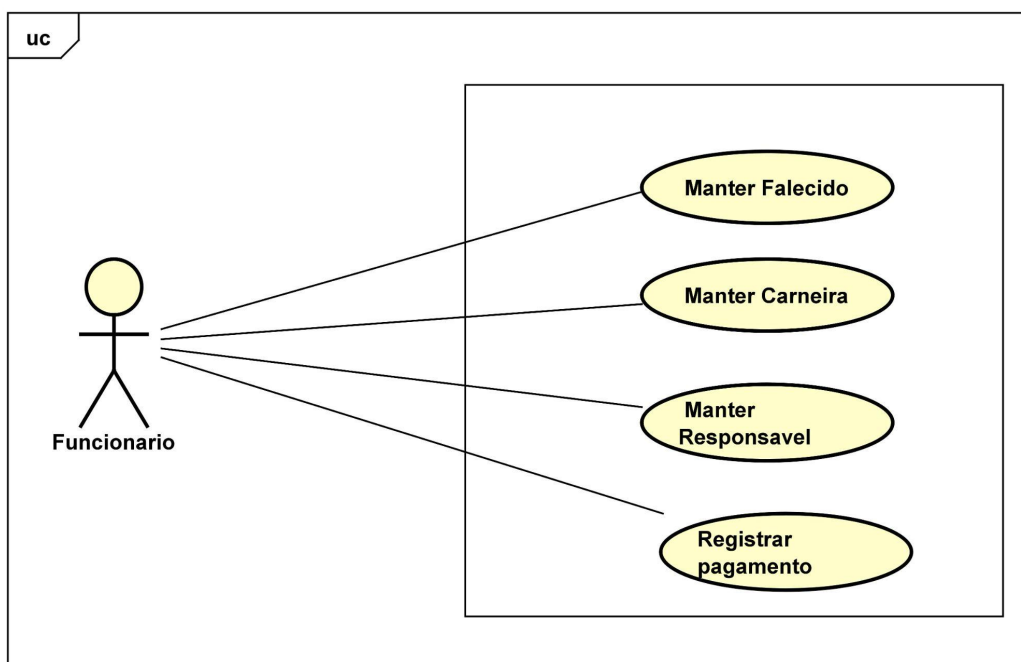 uc
Manter Falecido
Manter Carneira
Manter
Responsavel
Registrar
pagamento
Funcionario